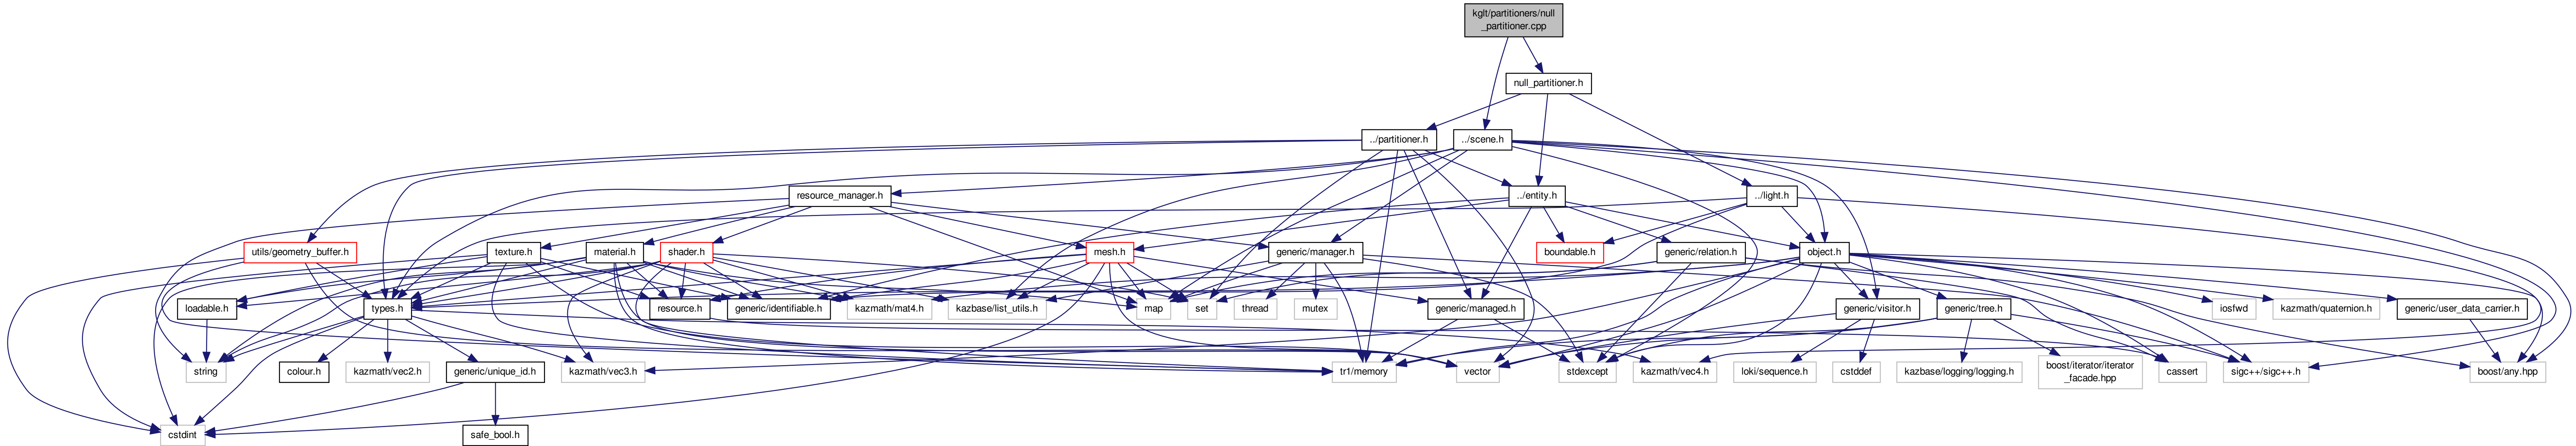 kglt/partitioners/null
_partitioner.cpp
null_partitioner.h
../partitioner.h
../scene.h
resource_manager.h
../entity.h
../light.h
utils/geometry_buffer.h
texture.h
material.h
shader.h
mesh.h
generic/manager.h
boundable.h
generic/relation.h
object.h
loadable.h
types.h
resource.h
generic/identifiable.h
kazmath/mat4.h
kazbase/list_utils.h
map
set
thread
mutex
generic/managed.h
generic/visitor.h
generic/tree.h
iosfwd
kazmath/quaternion.h
generic/user_data_carrier.h
string
colour.h
kazmath/vec2.h
generic/unique_id.h
kazmath/vec3.h
tr1/memory
vector
stdexcept
kazmath/vec4.h
loki/sequence.h
cstddef
kazbase/logging/logging.h
boost/iterator/iterator
_facade.hpp
cassert
sigc++/sigc++.h
boost/any.hpp
cstdint
safe_bool.h